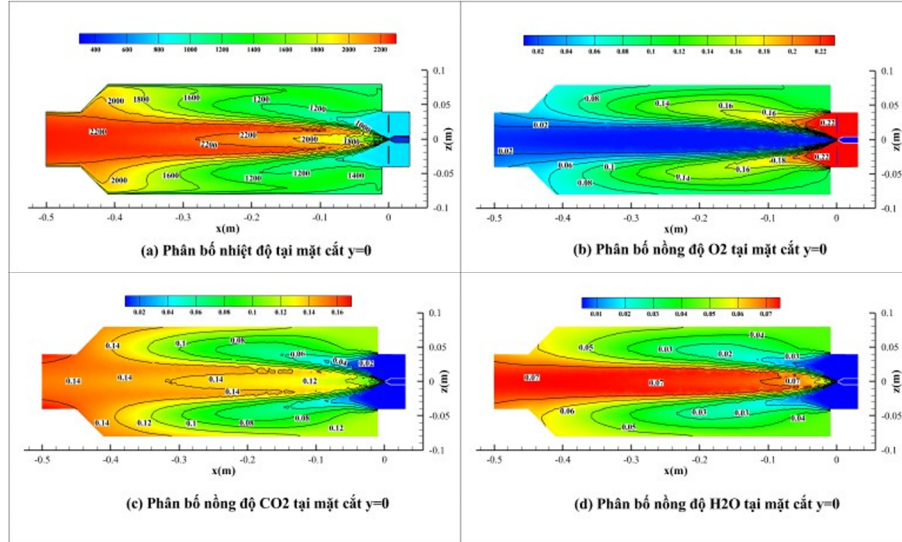 400 600 800 1000 1200 1400 1600 1800 2000 2200
0.1
0.05
0
-0.05
-0.1
z(m)
2000 1800 1600 1200 1200 1600
2200 2200 2000 1800
2200
2000 1600 1200 1200 1400
-0.5 -0.4 -0.3 -0.2 -0.1 0
x(m)
(a) Phân bố nhiệt độ tại mặt cắt y=0
0.02 0.04 0.06 0.08 0.1 0.12 0.14 0.16 0.18 0.2 0.22
0.1
0.05
0
-0.05
-0.1
z(m)
0.08 0.14 0.16 0.16
0.02 0.22
0.02 0.06 0.1 0.16 0.18 0.22
0.08 0.14
-0.5 -0.4 -0.3 -0.2 -0.1 0
x(m)
(b) Phân bố nồng độ O2 tại mặt cắt y=0
0.02 0.04 0.06 0.08 0.1 0.12 0.14 0.16
0.1
0.05
0
-0.05
-0.1
z(m)
0.14 0.1 0.08 0.06 0.04 0.02
0.14 0.14 0.14 0.12
0.14
0.14 0.12 0.1 0.08 0.08 0.12
-0.5 -0.4 -0.3 -0.2 -0.1 0
x(m)
(c) Phân bố nồng độ CO2 tại mặt cắt y=0
0.01 0.02 0.03 0.04 0.05 0.06 0.07
0.1
0.05
0
-0.05
-0.1
z(m)
0.05 0.03 0.02 0.04 0.03
0.07 0.07 0.07
0.06 0.05 0.03 0.03 0.04
-0.5 -0.4 -0.3 -0.2 -0.1 0
x(m)
(d) Phân bố nồng độ H2O tại mặt cắt y=0